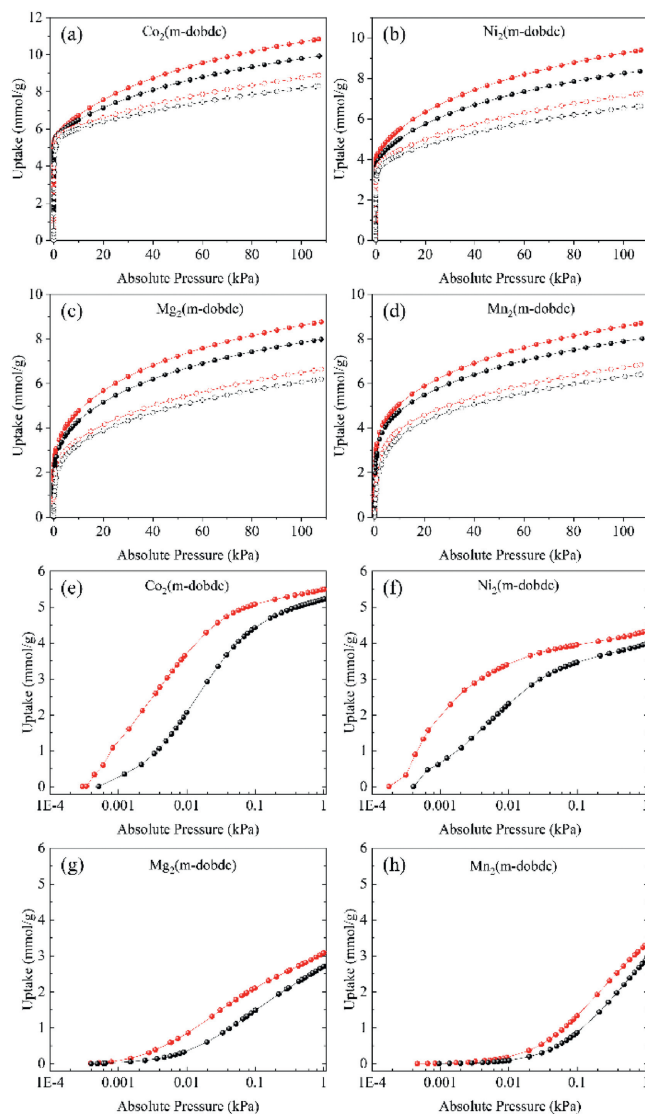 (a) Co2(m-dobdc)
12
10
8
6
4
2
0
0 20 40 60 80 100
Uptake (mmol/g)
Absolute Pressure (kPa)
(b) Ni2(m-dobdc)
10
8
6
4
2
0
0 20 40 60 80 100
Uptake (mmol/g)
Absolute Pressure (kPa)
(c) Mg2(m-dobdc)
10
8
6
4
2
0
0 20 40 60 80 100
Uptake (mmol/g)
Absolute Pressure (kPa)
(d) Mn2(m-dobdc)
10
8
6
4
2
0
0 20 40 60 80 100
Uptake (mmol/g)
Absolute Pressure (kPa)
(e) Co2(m-dobdc)
6
5
4
3
2
1
0
1E-4 0.001 0.01 0.1 1
Uptake (mmol/g)
Absolute Pressure (kPa)
(f) Ni2(m-dobdc)
6
5
4
3
2
1
0
1E-4 0.001 0.01 0.1 1
Uptake (mmol/g)
Absolute Pressure (kPa)
(g) Mg2(m-dobdc)
6
5
4
3
2
1
0
1E-4 0.001 0.01 0.1 1
Uptake (mmol/g)
Absolute Pressure (kPa)
(h) Mn2(m-dobdc)
6
5
4
3
2
1
0
1E-4 0.001 0.01 0.1 1
Uptake (mmol/g)
Absolute Pressure (kPa)